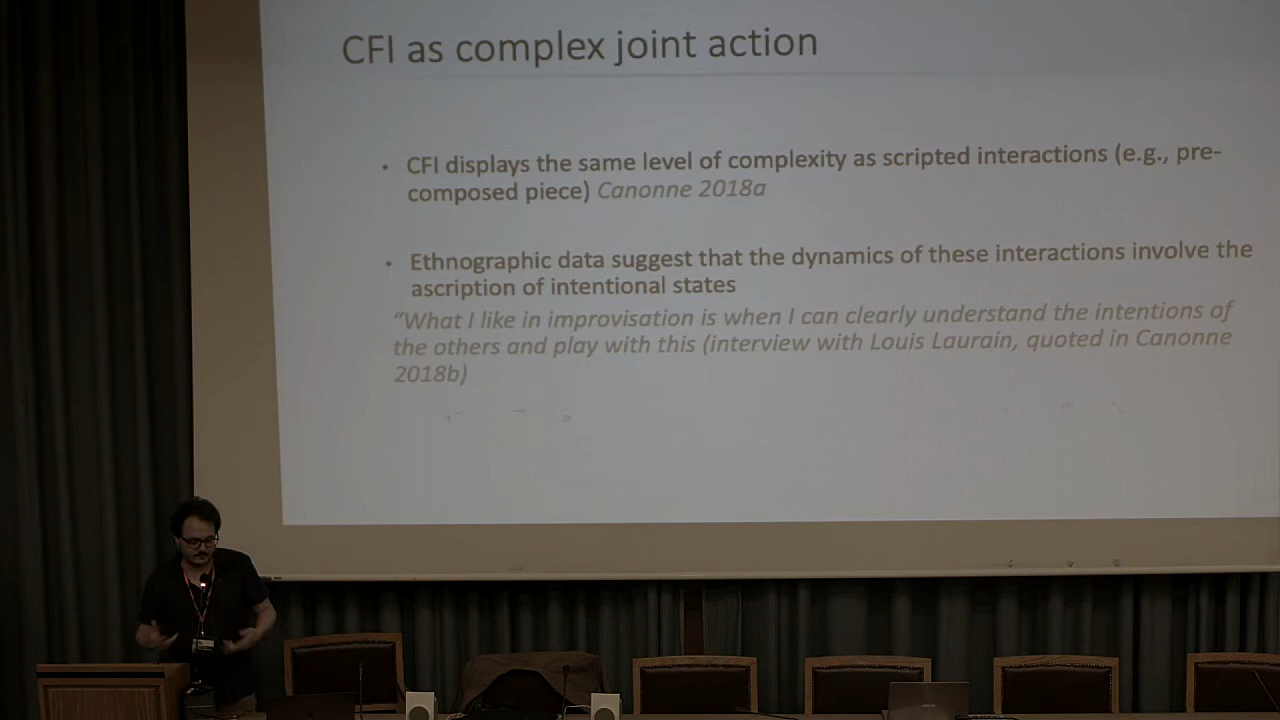 CFI as complex joint action
• CFI displays the same level of complexity as scripted interactions (e.g., pre-
composed piece) Canonne 2018a
• Ethnographic data suggest that the dynamics of these interactions involve the
ascription of intentional states
“What I like in improvisation is when I can clearly understand the intentions of
the others and play with this (interview with Louis Laurain, quoted in Canonne
2018b)